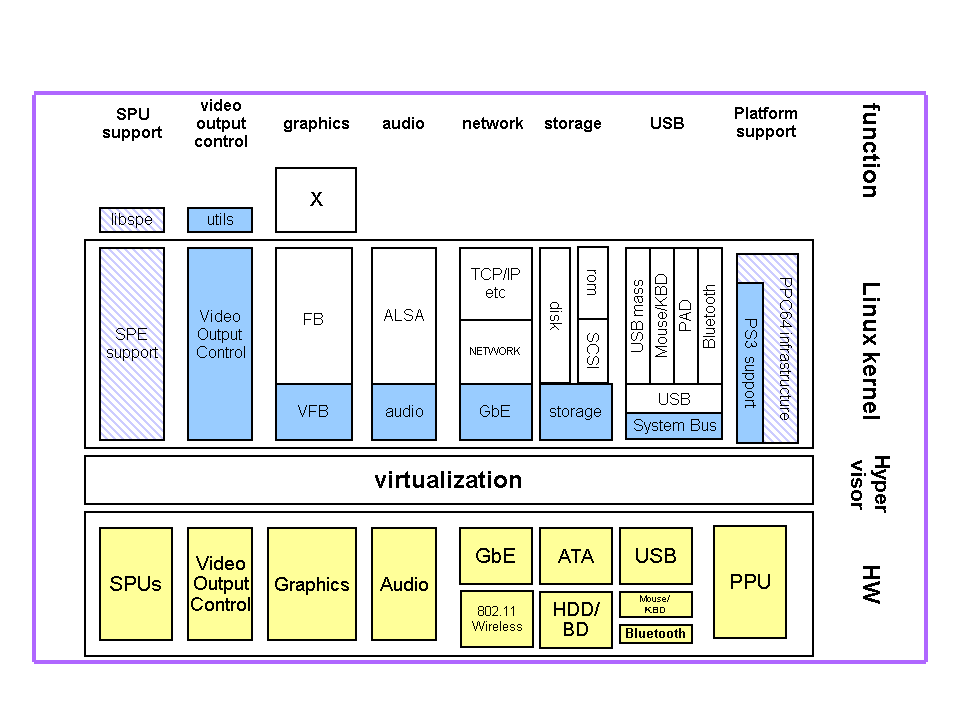 SPU
support
video
output
control
graphics
audio
network
storage
USB
Platform
support
function
X
libspe
utils
SPE
support
Video
Output
Control
FB
VFB
ALSA
audio
TCP/IP
etc
NETWORK
GbE
disk
rom
SCSI
storage
USB mass
Mouse/KBD
PAD
Bluetooth
USB
System Bus
PS3 support
PPC64 infrastructure
Linux kernel
virtualization
Hyper
visor
SPUs
Video
Output
Control
Graphics
Audio
GbE
802.11
Wireless
ATA
HDD/
BD
USB
Mouse/
KBD
Bluetooth
PPU
HW